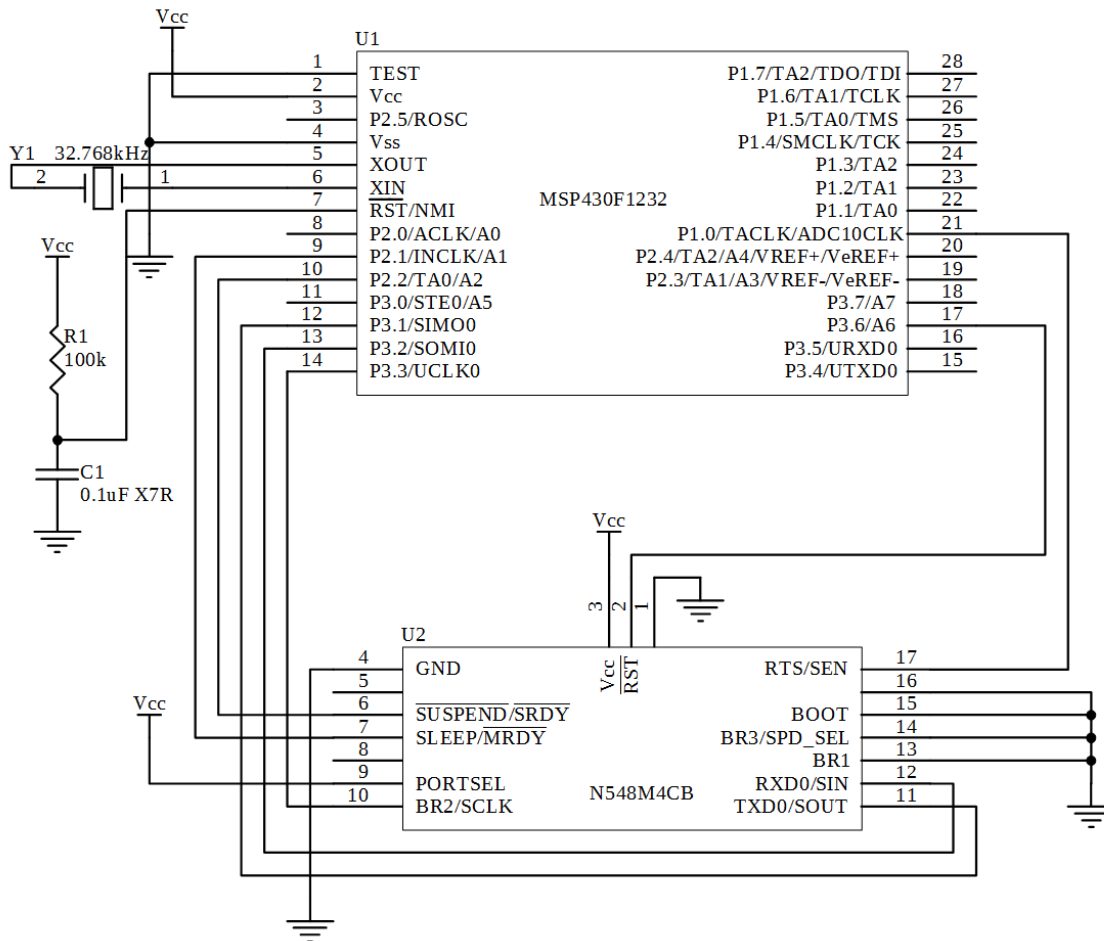 Vcc
U1
1 TEST
2 Vcc
3 P2.5/ROSC
4 Vss
5 XOUT
6 XIN
7 RST/NMI
8 P2.0/ACLK/A0
9 P2.1/INCLK/A1
10 P2.2/TA0/A2
11 P3.0/STE0/A5
12 P3.1/SIMO0
13 P3.2/SOMI0
14 P3.3/UCLK0
MSP430F1232
P1.7/TA2/TDO/TDI 28
P1.6/TA1/TCLK 27
P1.5/TA0/TMS 26
P1.4/SMCLK/TCK 25
P1.3/TA2 24
P1.2/TA1 23
P1.1/TA0 22
P1.0/TACLK/ADC10CLK 21
P2.4/TA2/A4/VREF+/VeREF+ 20
P2.3/TA1/A3/VREF-/VeREF- 19
P3.7/A7 18
P3.6/A6 17
P3.5/URXD0 16
P3.4/UTXD0 15
Y1 32.768kHz
2 1
Vcc
R1
100k
C1
0.1uF X7R
Vcc
3 2 1
Vcc RST
U2
4 GND
5
6 SUSPEND/SRDY
7 SLEEP/MRDY
8
9 PORTSEL
10 BR2/SCLK
Vcc
N548M4CB
RTS/SEN 17
16
BOOT 15
BR3/SPD_SEL 14
BR1 13
RXD0/SIN 12
TXD0/SOUT 11